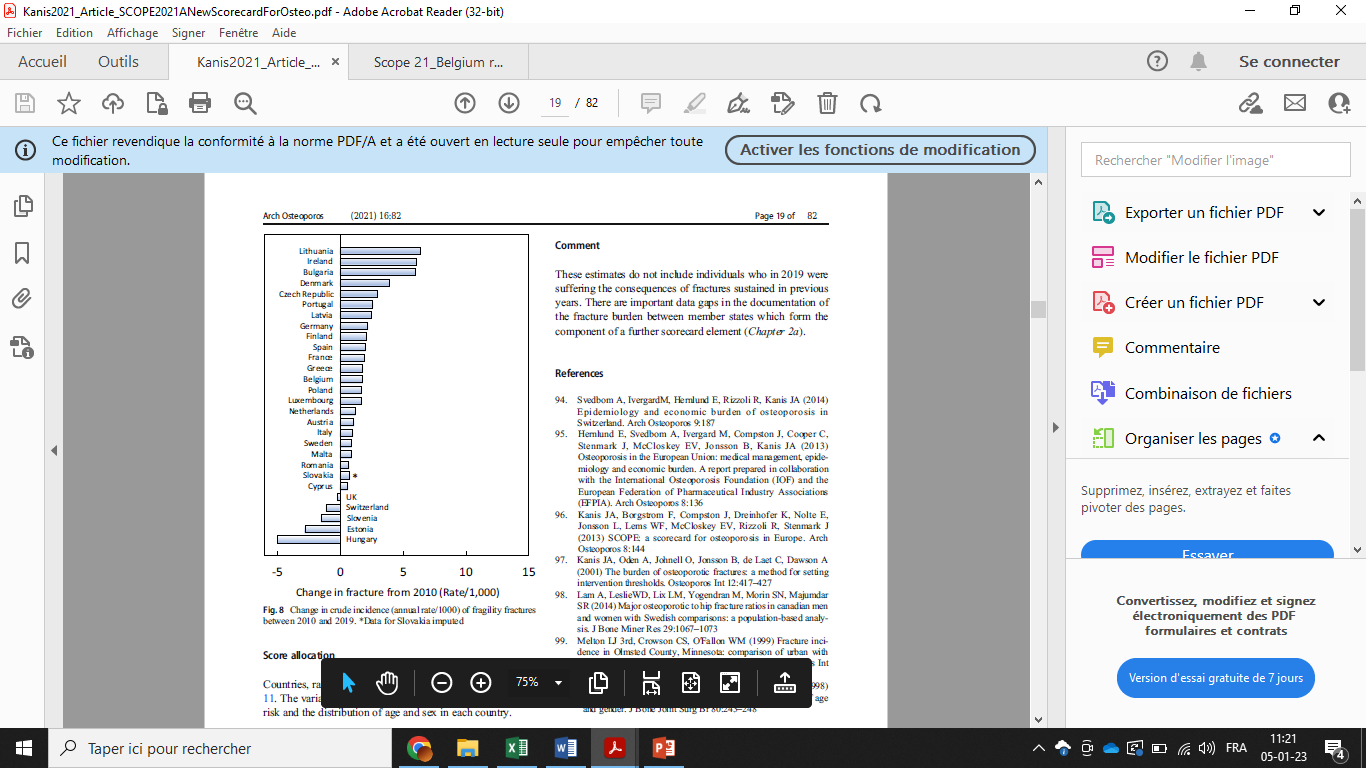 Kanis2021_Article_SCOPE2021ANewScorecardForOsteo.pdf - Adobe Acrobat Reader (32-bit)
Fichier Edition Affichage Signer Fenêtre Aide
Accueil Outils Kanis2021_Article_... × Scope 21_Belgium r... Se connecter
19 / 82
Ce fichier revendique la conformité à la norme PDF/A et a été ouvert en lecture seule pour empêcher toute
modification.
Activer les fonctions de modification
Arch Osteoporos (2021) 16:82 Page 19 of 82
Lithuania
Ireland
Bulgaria
Denmark
Czech Republic
Portugal
Latvia
Germany
Finland
Spain
France
Greece
Belgium
Poland
Luxembourg
Netherlands
Austria
Italy
Sweden
Malta
Romania
Slovakia *
Cyprus
UK
Switzerland
Slovenia
Estonia
Hungary
-5 0 5 10 15
Change in fracture from 2010 (Rate/1,000)
Fig. 8 Change in crude incidence (annual rate/1000) of fragility fractures
between 2010 and 2019. *Data for Slovakia imputed
Score allocation
Countries, ra
11. The varia
risk and the distribution of age and sex in each country.
Comment
These estimates do not include individuals who in 2019 were
suffering the consequences of fractures sustained in previous
years. There are important data gaps in the documentation of
the fracture burden between member states which form the
component of a further scorecard element (Chapter 2a).
References
94. Svedbom A, IvergardM, Hernlund E, Rizzoli R, Kanis JA (2014)
Epidemiology and economic burden of osteoporosis in
Switzerland. Arch Osteoporos 9:187
95. Hernlund E, Svedbom A, Ivergard M, Compston J, Cooper C,
Stenmark J, McCloskey EV, Jonsson B, Kanis JA (2013)
Osteoporosis in the European Union: medical management, epide-
miology and economic burden. A report prepared in collaboration
with the International Osteoporosis Foundation (IOF) and the
European Federation of Pharmaceutical Industry Associations
(EFPIA). Arch Osteoporos 8:136
96. Kanis JA, Borgstrom F, Compston J, Dreinhofer K, Nolte E,
Jonsson L, Lems WF, McCloskey EV, Rizzoli R, Stenmark J
(2013) SCOPE: a scorecard for osteoporosis in Europe. Arch
Osteoporos 8:144
97. Kanis JA, Oden A, Johnell O, Jonsson B, de Laet C, Dawson A
(2001) The burden of osteoporotic fractures: a method for setting
intervention thresholds. Osteoporos Int 12:417–427
98. Lam A, LeslieWD, Lix LM, Yogendran M, Morin SN, Majumdar
SR (2014) Major osteoporotic to hip fracture ratios in canadian men
and women with Swedish comparisons: a population-based analy-
sis. J Bone Miner Res 29:1067–1073
99. Melton LJ 3rd, Crowson CS, O'Fallon WM (1999) Fracture inci-
dence in Olmsted County, Minnesota: comparison of urban with
s Int
998)
age
and gender. J Bone Joint Surg Br 80:243–248
75%
Rechercher "Modifier l'image"
Exporter un fichier PDF
Modifier le fichier PDF
Créer un fichier PDF
Commentaire
Combinaison de fichiers
Organiser les pages
Supprimez, insérez, extrayez et faites
pivoter des pages.
Essayer
Convertissez, modifiez et signez
électroniquement des PDF
formulaires et contrats
Version d'essai gratuite de 7 jours
Taper ici pour rechercher
FRA
11:21
05-01-23
4